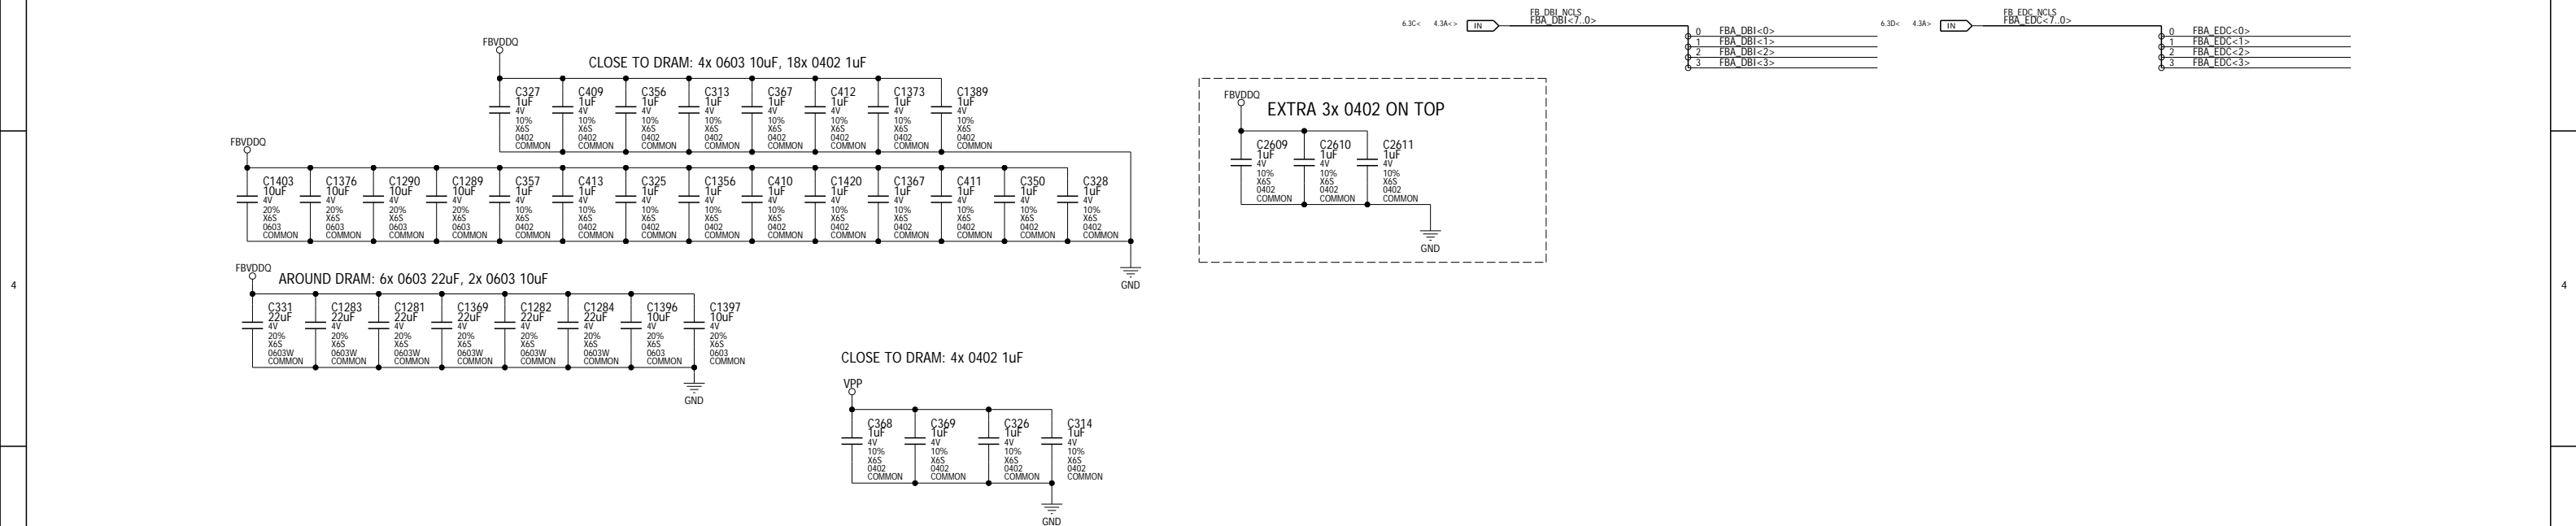 6.3C< 4.3A<> IN FB_DBI_NCLS
FBA_DBI<7..0>
0 FBA_DBI<0>
1 FBA_DBI<1>
2 FBA_DBI<2>
3 FBA_DBI<3>
6.3D< 4.3A> IN FB_EDC_NCLS
FBA_EDC<7..0>
0 FBA_EDC<0>
1 FBA_EDC<1>
2 FBA_EDC<2>
3 FBA_EDC<3>
FBVDDQ
CLOSE TO DRAM: 4x 0603 10uF, 18x 0402 1uF
C327 C409 C356 C313 C367 C412 C1373 C1389
1uF 1uF 1uF 1uF 1uF 1uF 1uF 1uF
4V 4V 4V 4V 4V 4V 4V 4V
10% 10% 10% 10% 10% 10% 10% 10%
X6S X6S X6S X6S X6S X6S X6S X6S
0402 0402 0402 0402 0402 0402 0402 0402
COMMON COMMON COMMON COMMON COMMON COMMON COMMON COMMON
FBVDDQ
C1403 C1376 C1290 C1289 C357 C413 C325 C1356 C410 C1420 C1367 C411 C350 C328
10uF 10uF 10uF 10uF 1uF 1uF 1uF 1uF 1uF 1uF 1uF 1uF 1uF 1uF
4V 4V 4V 4V 4V 4V 4V 4V 4V 4V 4V 4V 4V 4V
20% 20% 20% 20% 10% 10% 10% 10% 10% 10% 10% 10% 10% 10%
X6S X6S X6S X6S X6S X6S X6S X6S X6S X6S X6S X6S X6S X6S
0603 0603 0603 0603 0402 0402 0402 0402 0402 0402 0402 0402 0402 0402
COMMON COMMON COMMON COMMON COMMON COMMON COMMON COMMON COMMON COMMON COMMON COMMON COMMON COMMON
GND
FBVDDQ
EXTRA 3x 0402 ON TOP
C2609 C2610 C2611
1uF 1uF 1uF
4V 4V 4V
10% 10% 10%
X6S X6S X6S
0402 0402 0402
COMMON COMMON COMMON
GND
FBVDDQ
AROUND DRAM: 6x 0603 22uF, 2x 0603 10uF
C331 C1283 C1281 C1369 C1282 C1284 C1396 C1397
22uF 22uF 22uF 22uF 22uF 22uF 10uF 10uF
4V 4V 4V 4V 4V 4V 4V 4V
20% 20% 20% 20% 20% 20% 20% 20%
X6S X6S X6S X6S X6S X6S X6S X6S
0603W 0603W 0603W 0603W 0603W 0603W 0603 0603
COMMON COMMON COMMON COMMON COMMON COMMON COMMON COMMON
GND
4 4
CLOSE TO DRAM: 4x 0402 1uF
VPP
C368 C369 C326 C314
1uF 1uF 1uF 1uF
4V 4V 4V 4V
10% 10% 10% 10%
X6S X6S X6S X6S
0402 0402 0402 0402
COMMON COMMON COMMON COMMON
GND